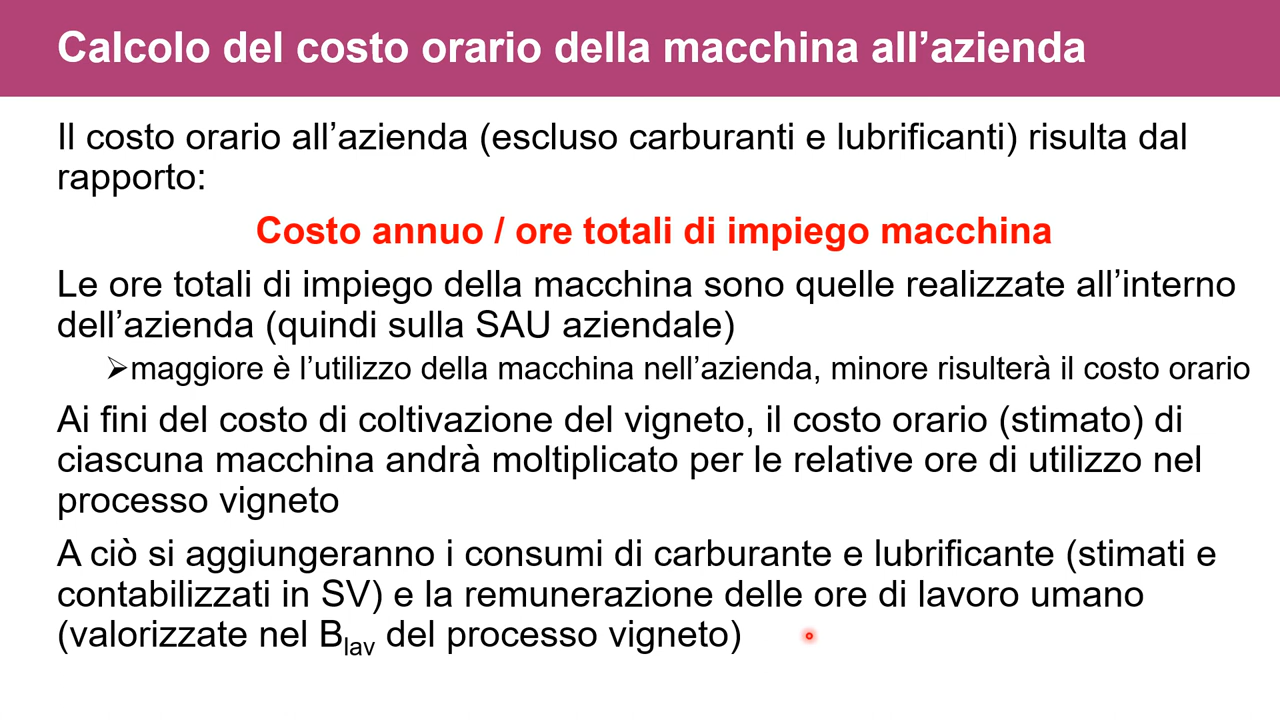 Calcolo del costo orario della macchina all’azienda
Il costo orario all’azienda (escluso carburanti e lubrificanti) risulta dal
rapporto:
Costo annuo / ore totali di impiego macchina
Le ore totali di impiego della macchina sono quelle realizzate all’interno
dell’azienda (quindi sulla SAU aziendale)
➢maggiore è l’utilizzo della macchina nell’azienda, minore risulterà il costo orario
Ai fini del costo di coltivazione del vigneto, il costo orario (stimato) di
ciascuna macchina andrà moltiplicato per le relative ore di utilizzo nel
processo vigneto
A ciò si aggiungeranno i consumi di carburante e lubrificante (stimati e
contabilizzati in SV) e la remunerazione delle ore di lavoro umano
(valorizzate nel Blav del processo vigneto)